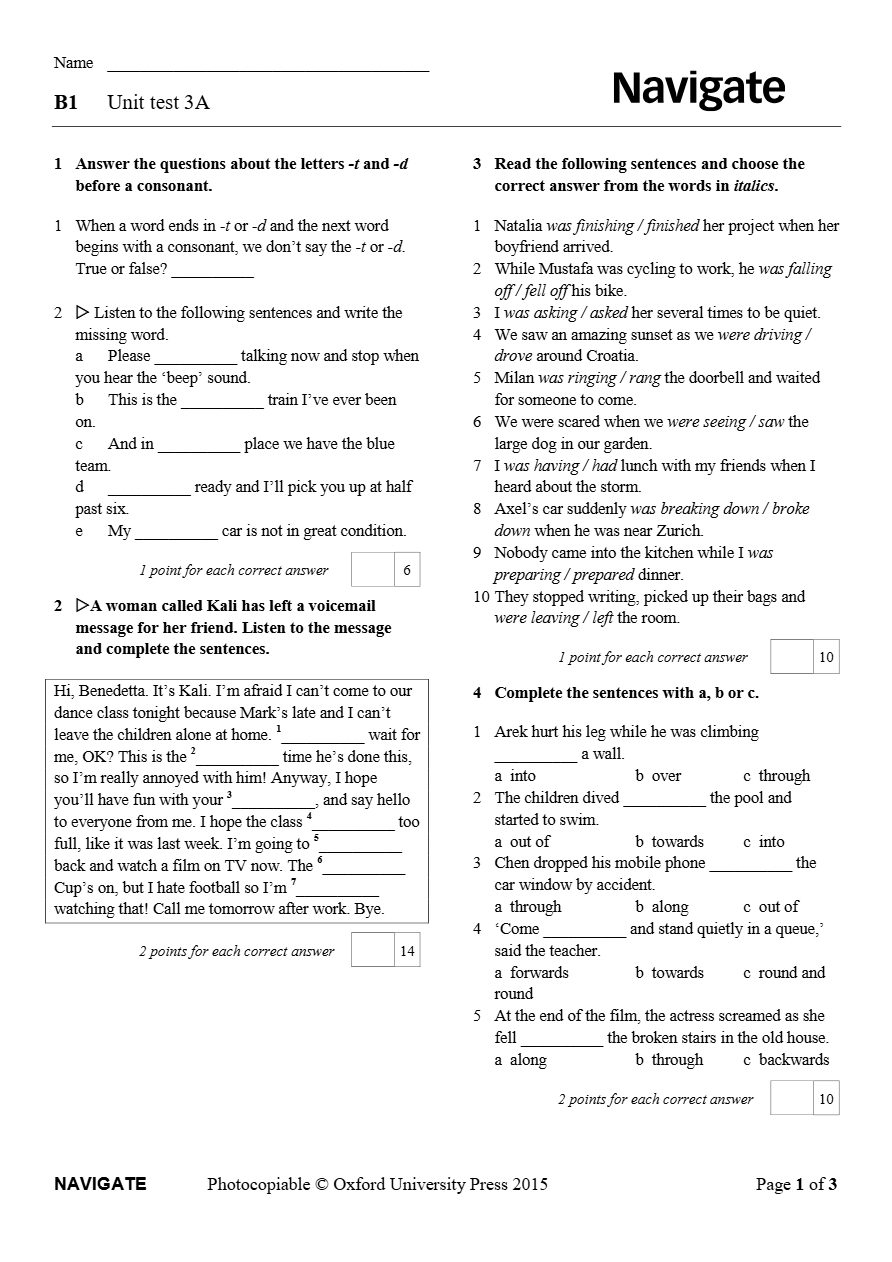 Name ____________________
Navigate
B1 Unit test 3A
1 Answer the questions about the letters -t and -d
before a consonant.
1 When a word ends in -t or -d and the next word
begins with a consonant, we don't say the -t or -d.
True or false? __________
2 ▷ Listen to the following sentences and write the
missing word.
a Please __________ talking now and stop when
you hear the ‘beep’ sound.
b This is the __________ train I've ever been
on.
c And in __________ place we have the blue
team.
d __________ ready and I'll pick you up at half
past six.
e My __________ car is not in great condition.
1 point for each correct answer 6
2 ▷A woman called Kali has left a voicemail
message for her friend. Listen to the message
and complete the sentences.
Hi, Benedetta. It's Kali. I'm afraid I can't come to our
dance class tonight because Mark's late and I can't
leave the children alone at home. 1__________ wait for
me, OK? This is the 2__________ time he's done this,
so I'm really annoyed with him! Anyway, I hope
you'll have fun with your 3__________, and say hello
to everyone from me. I hope the class 4__________ too
full, like it was last week. I'm going to 5__________
back and watch a film on TV now. The 6__________
Cup's on, but I hate football so I'm 7__________
watching that! Call me tomorrow after work. Bye.
2 points for each correct answer 14
3 Read the following sentences and choose the
correct answer from the words in italics.
1 Natalia was finishing / finished her project when her
boyfriend arrived.
2 While Mustafa was cycling to work, he was falling
off / fell off his bike.
3 I was asking / asked her several times to be quiet.
4 We saw an amazing sunset as we were driving /
drove around Croatia.
5 Milan was ringing / rang the doorbell and waited
for someone to come.
6 We were scared when we were seeing / saw the
large dog in our garden.
7 I was having / had lunch with my friends when I
heard about the storm.
8 Axel's car suddenly was breaking down / broke
down when he was near Zurich.
9 Nobody came into the kitchen while I was
preparing / prepared dinner.
10 They stopped writing, picked up their bags and
were leaving / left the room.
1 point for each correct answer 10
4 Complete the sentences with a, b or c.
1 Arek hurt his leg while he was climbing
__________ a wall.
a into b over c through
2 The children dived __________ the pool and
started to swim.
a out of b towards c into
3 Chen dropped his mobile phone __________ the
car window by accident.
a through b along c out of
4 ‘Come __________ and stand quietly in a queue,’
said the teacher.
a forwards b towards c round and
round
5 At the end of the film, the actress screamed as she
fell __________ the broken stairs in the old house.
a along b through c backwards
2 points for each correct answer 10
NAVIGATE Photocopiable © Oxford University Press 2015 Page 1 of 3